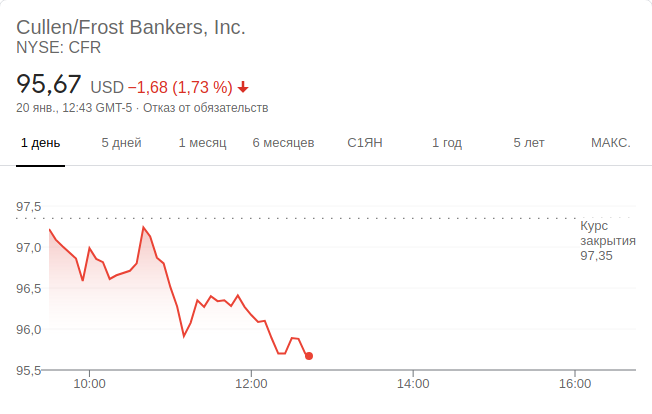 Cullen/Frost Bankers, Inc.
NYSE: CFR
95,67 USD −1,68 (1,73 %)
20 янв., 12:43 GMT-5 · Отказ от обязательств
1 день 5 дней 1 месяц 6 месяцев С1ЯН 1 год 5 лет МАКС.
97,5
Курс
97,0 закрытия
97,35
96,5
96,0
95,5
10:00 12:00 14:00 16:00